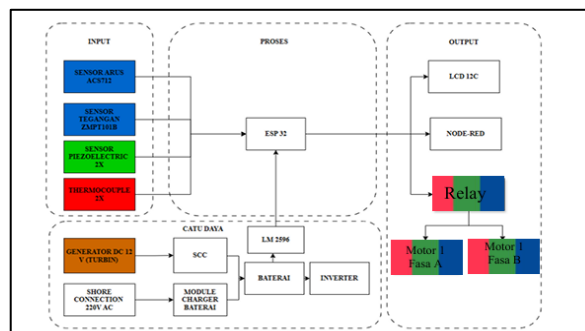 INPUT
PROSES
OUTPUT
SENSOR ARUS
ACS712
SENSOR
TEGANGAN
ZMPT101B
SENSOR
PIEZOELECTRIC
2X
THERMOCOUPLE
2X
ESP 32
LCD 12C
NODE-RED
Relay
Motor 1
Fasa A
Motor 1
Fasa B
CATU DAYA
GENERATOR DC 12
V (TURBIN)
SCC
LM 2596
BATERAI
INVERTER
SHORE
CONNECTION
220V AC
MODULE
CHARGER
BATERAI